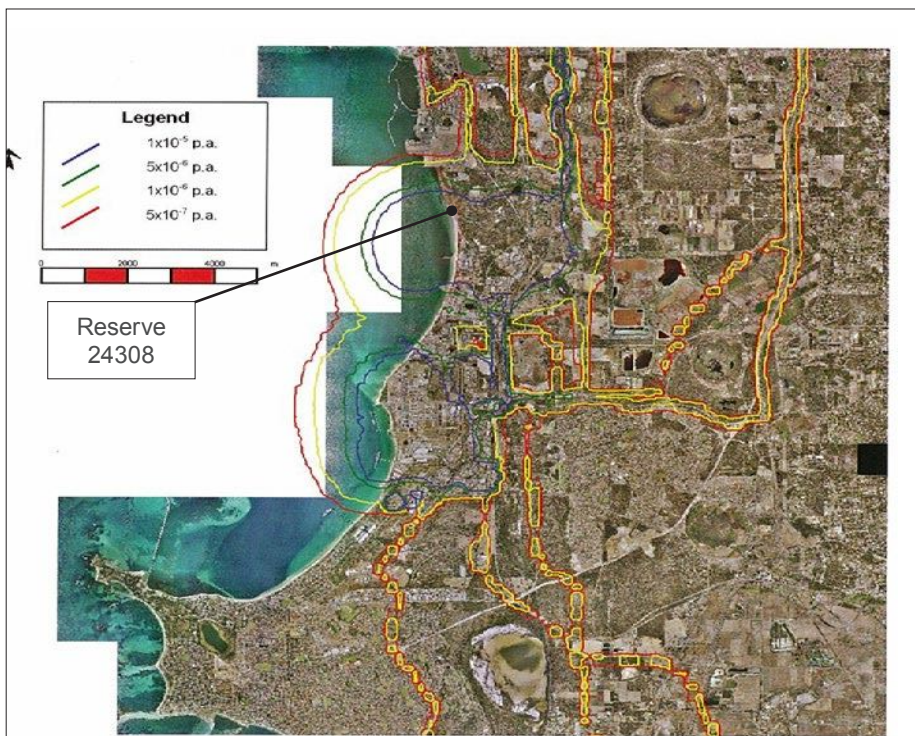 Legend
1x10⁻⁵ p.a.
5x10⁻⁶ p.a.
1x10⁻⁶ p.a.
5x10⁻⁷ p.a.
0 2000 4000 m
Reserve
24308